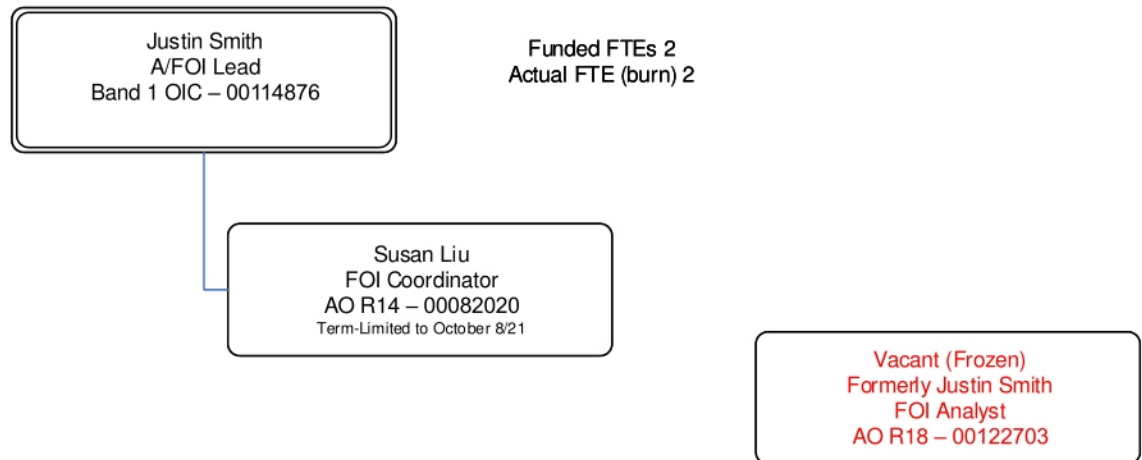 Justin Smith
A/FOI Lead
Band 1 OIC – 00114876
Funded FTEs 2
Actual FTE (burn) 2
Susan Liu
FOI Coordinator
AO R14 – 00082020
Term-Limited to October 8/21
Vacant (Frozen)
Formerly Justin Smith
FOI Analyst
AO R18 – 00122703